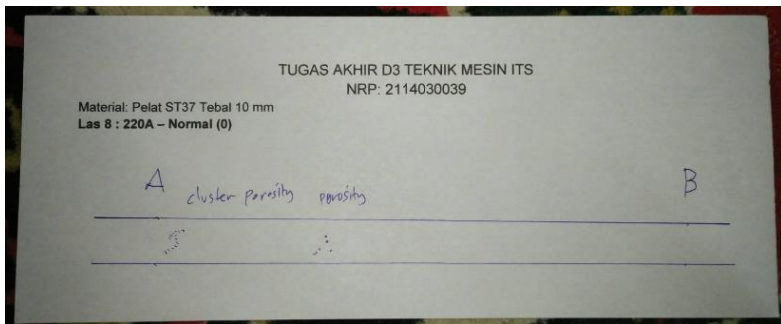 TUGAS AKHIR D3 TEKNIK MESIN ITS
NRP: 2114030039
Material: Pelat ST37 Tebal 10 mm
Las 8 : 220A – Normal (0)
A B
cluster porosity porosity